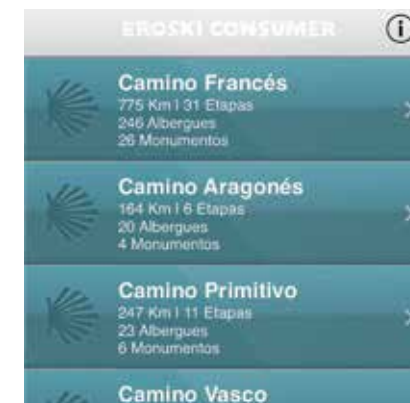 EROSKI CONSUMER
Camino Francés
775 Km | 31 Etapas
246 Albergues
26 Monumentos
Camino Aragonés
164 Km | 6 Etapas
20 Albergues
4 Monumentos
Camino Primitivo
247 Km | 11 Etapas
23 Albergues
6 Monumentos
Camino Vasco